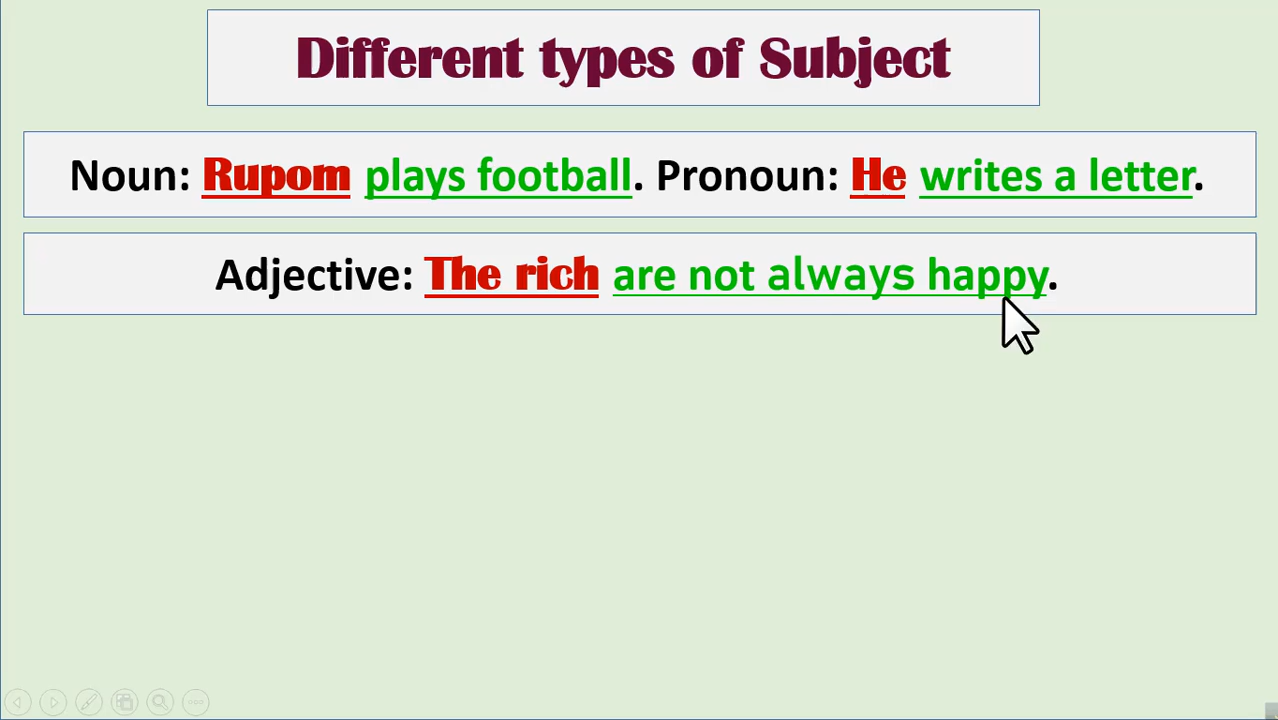 Different types of Subject
Noun: Rupom plays football. Pronoun: He writes a letter.
Adjective: The rich are not always happy.